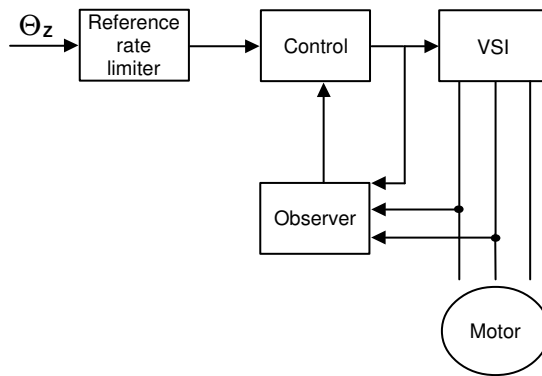 Θz
Reference
rate
limiter
Control
VSI
Observer
Motor